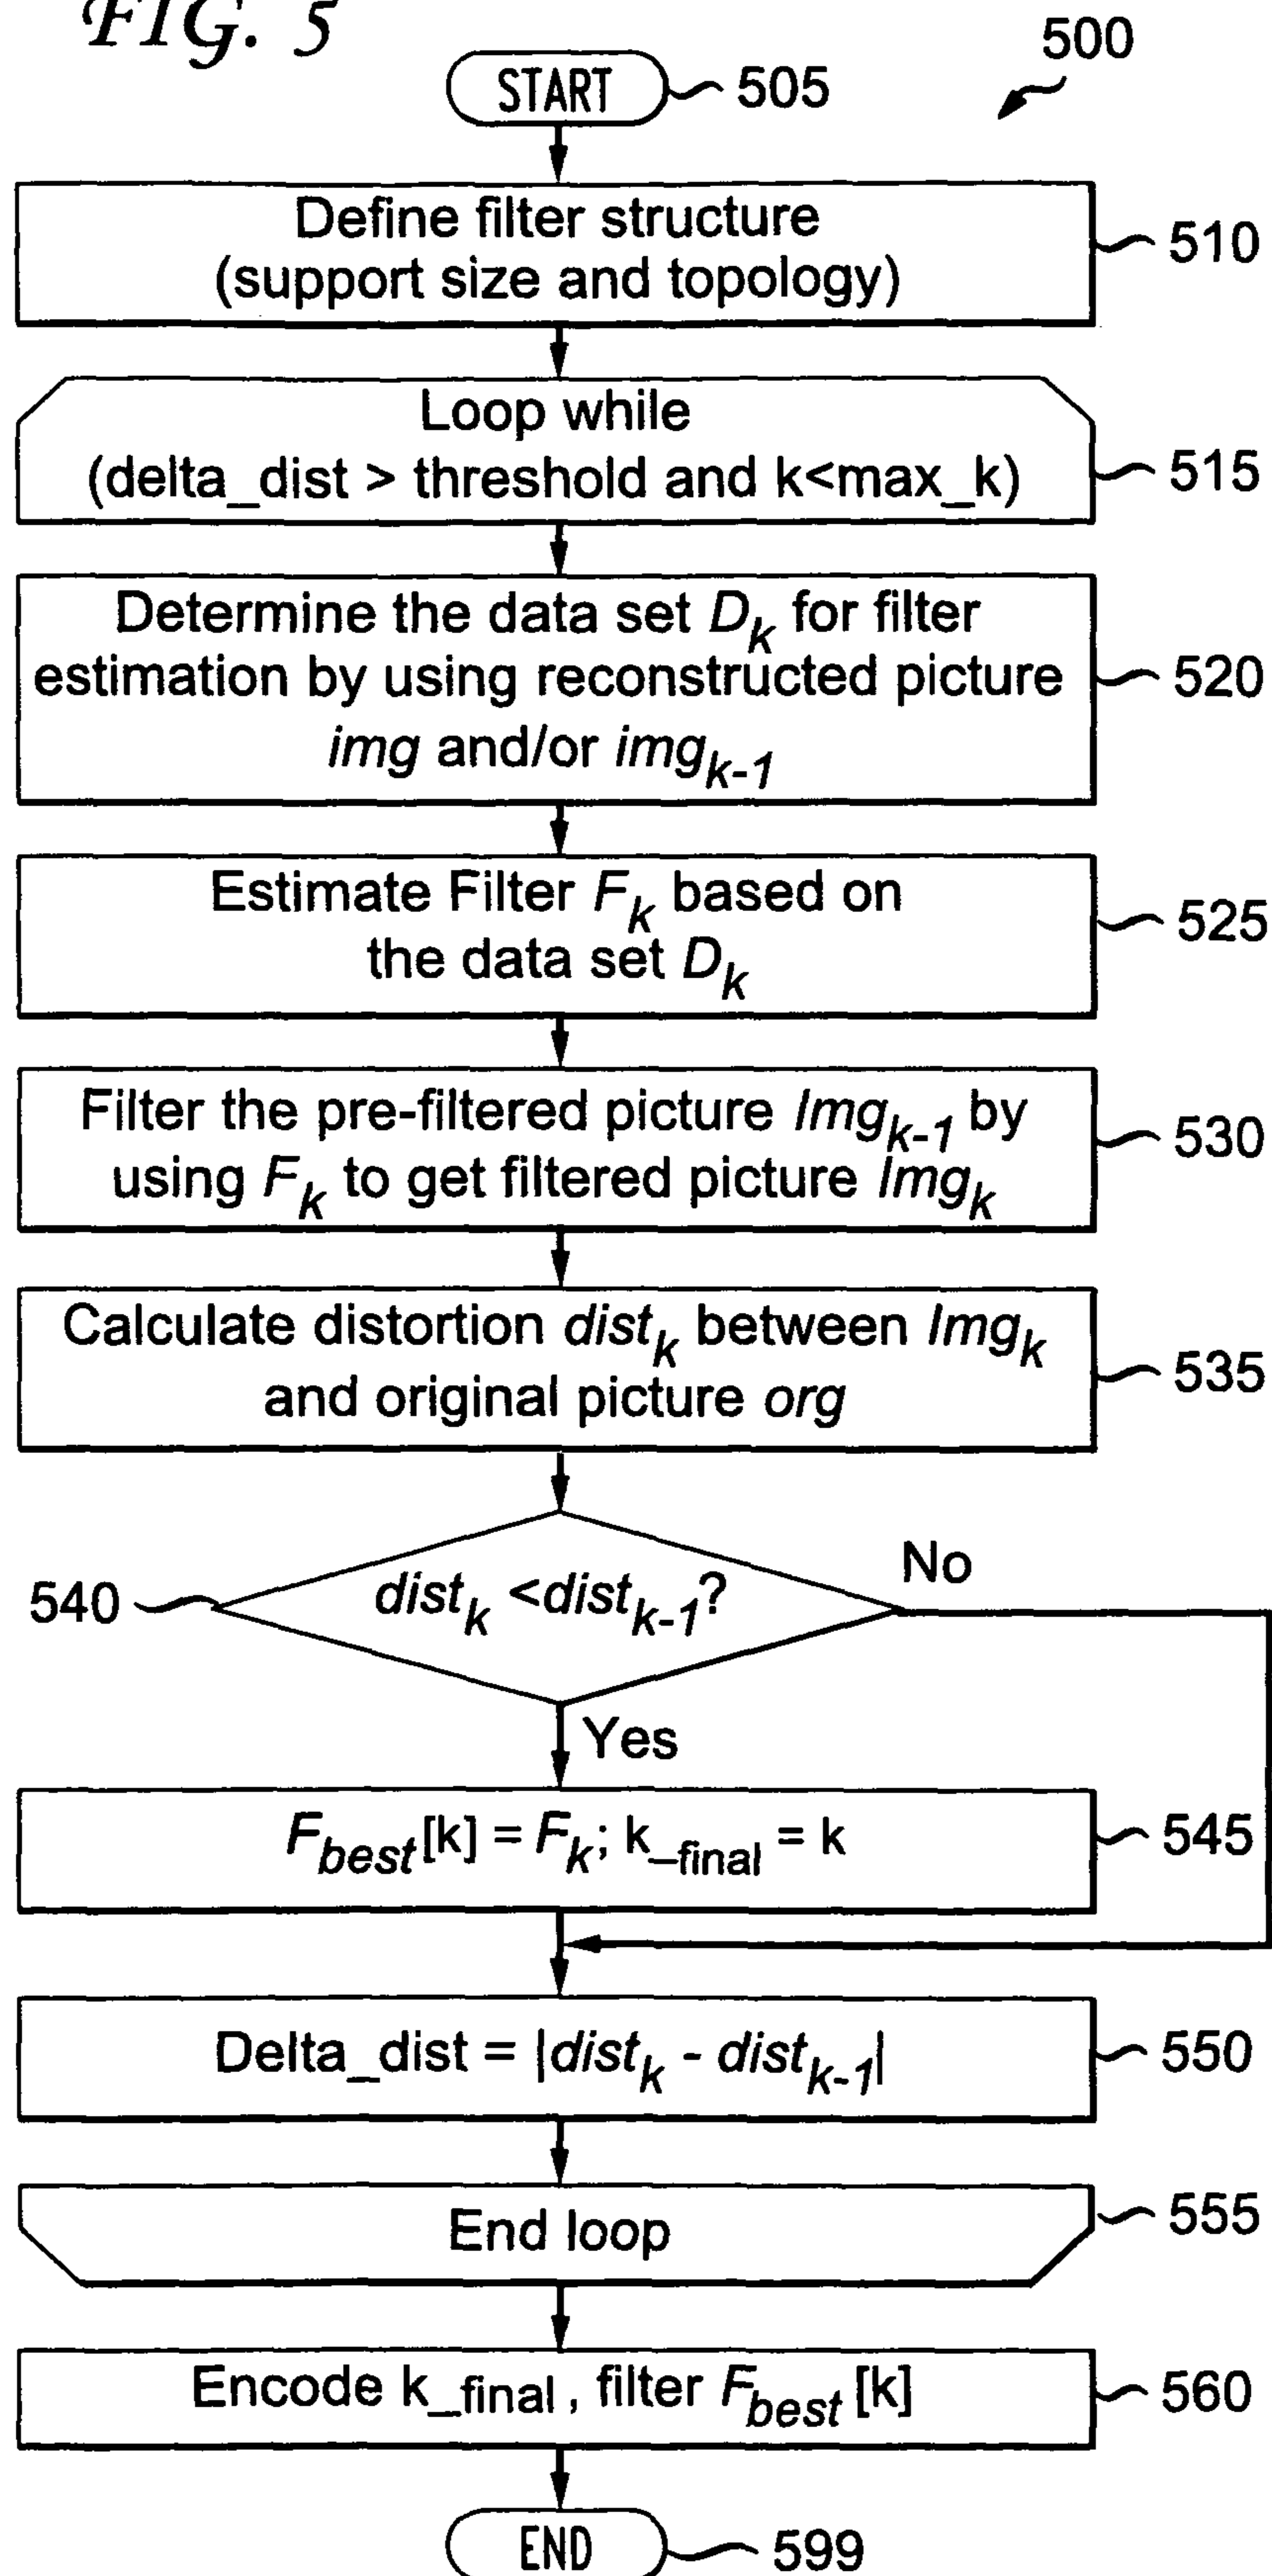 FIG. 5
500
START 505
Define filter structure
(support size and topology)
510
Loop while
(delta_dist > threshold and k<max_k)
515
Determine the data set D_k for filter
estimation by using reconstructed picture
img and/or img_k-1
520
Estimate Filter F_k based on
the data set D_k
525
Filter the pre-filtered picture Img_k-1 by
using F_k to get filtered picture Img_k
530
Calculate distortion dist_k between Img_k
and original picture org
535
540
dist_k <dist_k-1?
No
Yes
F_best[k] = F_k; k_final = k
545
Delta_dist = |dist_k - dist_k-1|
550
End loop
555
Encode k_final, filter F_best [k]
560
END 599